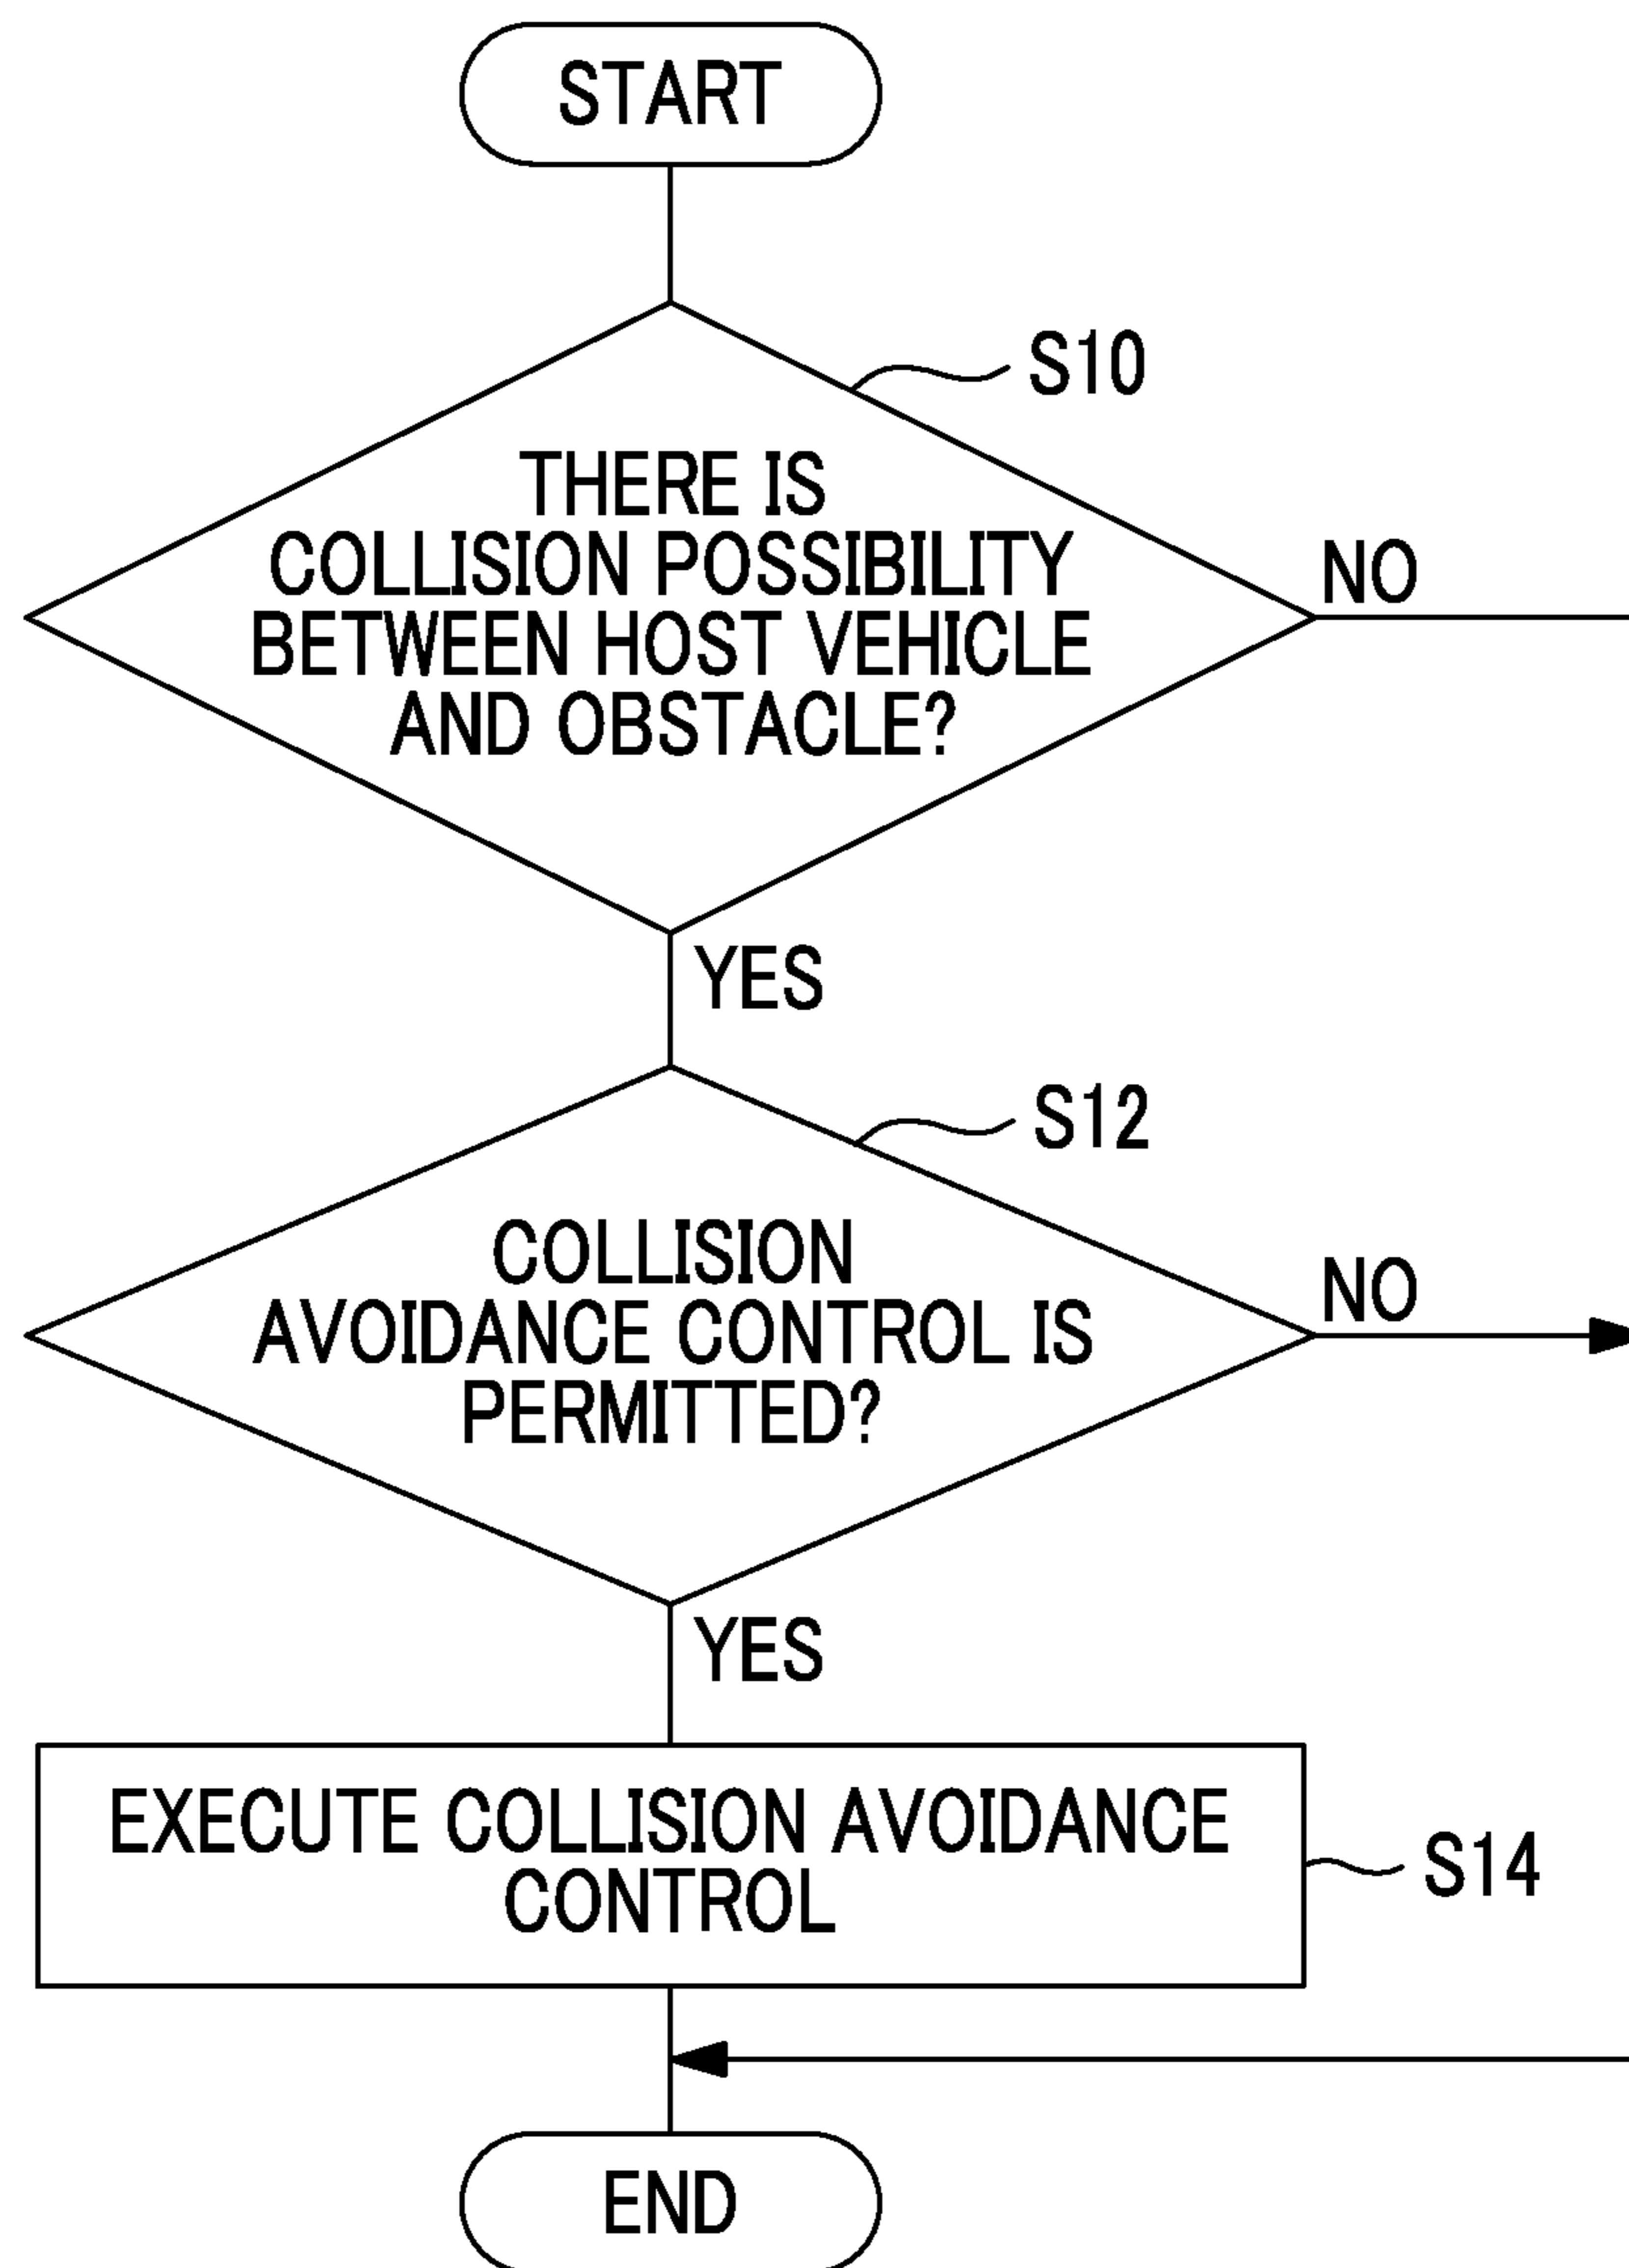 START
S10
THERE IS
COLLISION POSSIBILITY
BETWEEN HOST VEHICLE
AND OBSTACLE?
NO
YES
S12
COLLISION
AVOIDANCE CONTROL IS
PERMITTED?
NO
YES
EXECUTE COLLISION AVOIDANCE
CONTROL
S14
END